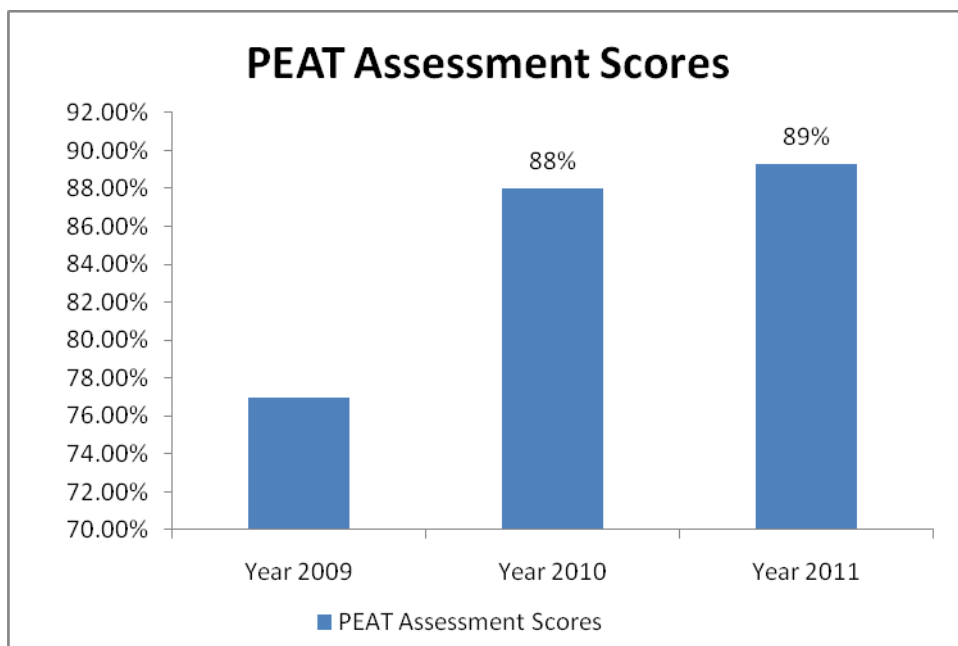 PEAT Assessment Scores
92.00%
90.00%
88.00%
86.00%
84.00%
82.00%
80.00%
78.00%
76.00%
74.00%
72.00%
70.00%
88%
89%
Year 2009
Year 2010
Year 2011
PEAT Assessment Scores